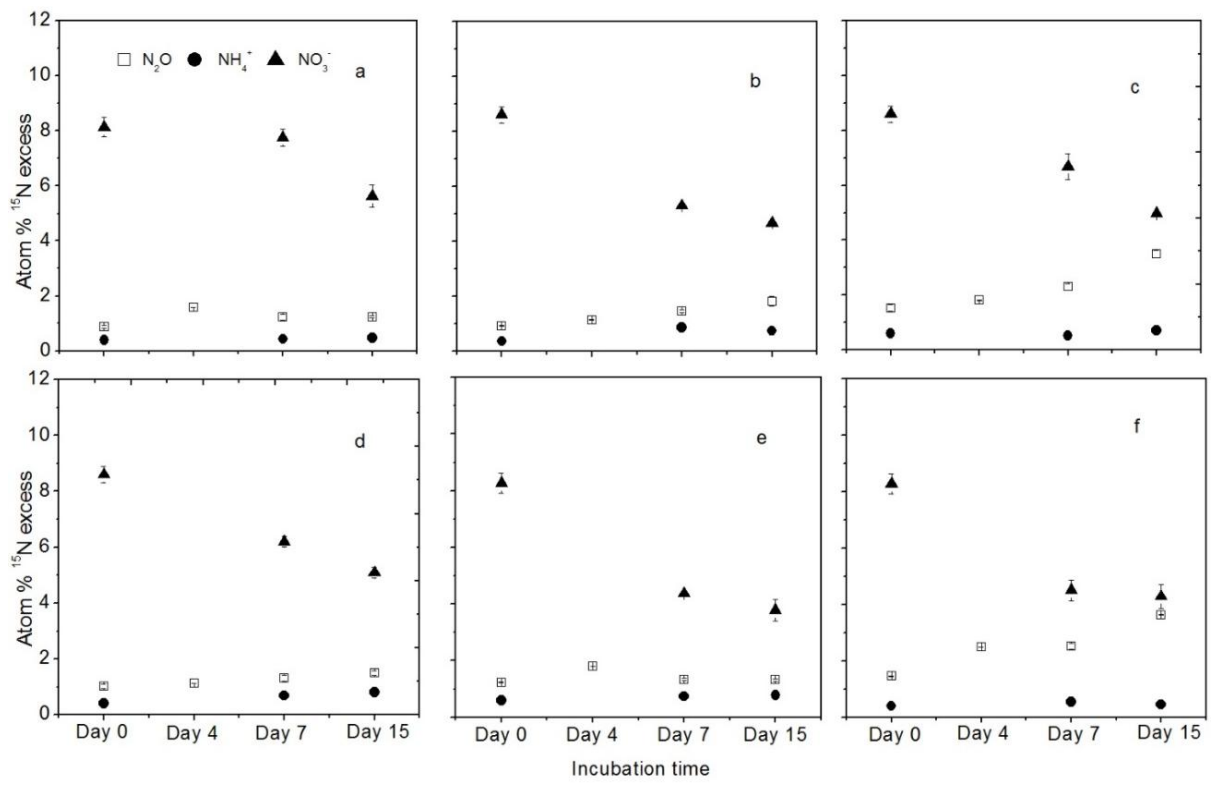 12
10
8
6
4
2
0
Atom % ¹⁵N excess
N₂O NH₄⁺ NO₃⁻
a
b
c
12
10
8
6
4
2
0
Atom % ¹⁵N excess
d
e
f
Day 0 Day 4 Day 7 Day 15
Day 0 Day 4 Day 7 Day 15
Day 0 Day 4 Day 7 Day 15
Incubation time